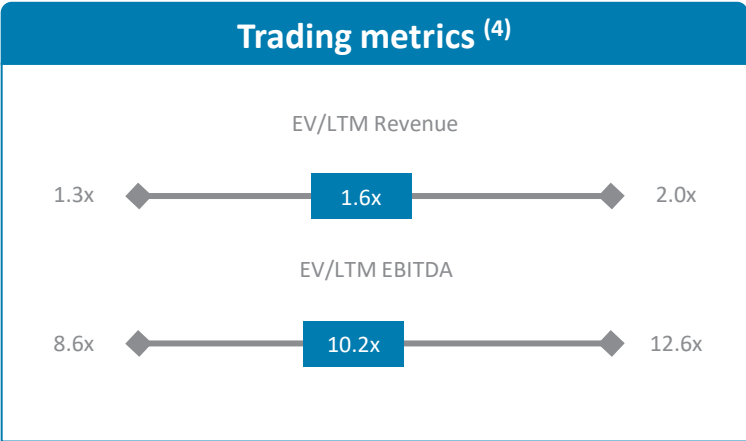 Trading metrics (4)
EV/LTM Revenue
1.3x 1.6x 2.0x
EV/LTM EBITDA
8.6x 10.2x 12.6x